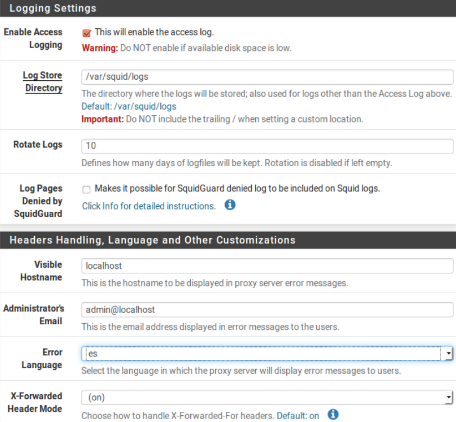 Logging Settings
Enable Access Logging
This will enable the access log.
Warning: Do NOT enable if available disk space is low.
Log Store Directory
/var/squid/logs
The directory where the logs will be stored; also used for logs other than the Access Log above.
Default: /var/squid/logs
Important: Do NOT include the trailing / when setting a custom location.
Rotate Logs
10
Defines how many days of logfiles will be kept. Rotation is disabled if left empty.
Log Pages Denied by SquidGuard
Makes it possible for SquidGuard denied log to be included on Squid logs.
Click Info for detailed instructions.
Headers Handling, Language and Other Customizations
Visible Hostname
localhost
This is the hostname to be displayed in proxy server error messages.
Administrator's Email
admin@localhost
This is the email address displayed in error messages to the users.
Error Language
es
Select the language in which the proxy server will display error messages to users.
X-Forwarded Header Mode
(on)
Choose how to handle X-Forwarded-For headers. Default: on